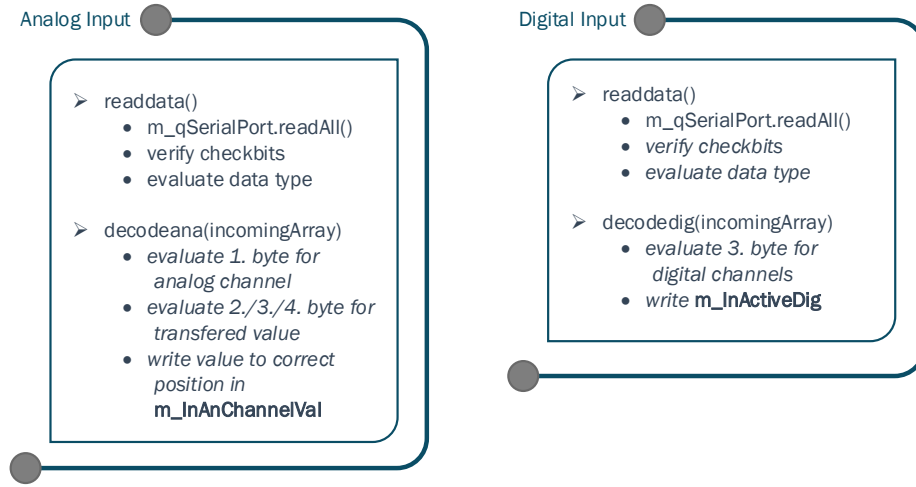 Analog Input
➢ readdata()
• m_qSerialPort.readAll()
• verify checkbits
• evaluate data type
➢ decodeana(incomingArray)
• evaluate 1. byte for
analog channel
• evaluate 2./3./4. byte for
transfered value
• write value to correct
position in
m_InAnChannelVal
Digital Input
➢ readdata()
• m_qSerialPort.readAll()
• verify checkbits
• evaluate data type
➢ decodedig(incomingArray)
• evaluate 3. byte for
digital channels
• write m_InActiveDig